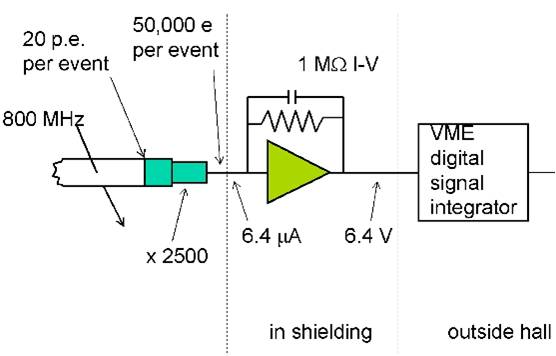 20 p.e.
per event
50,000 e
per event
1 MΩ I-V
800 MHz
x 2500
6.4 µA
6.4 V
VME
digital
signal
integrator
in shielding
outside hall